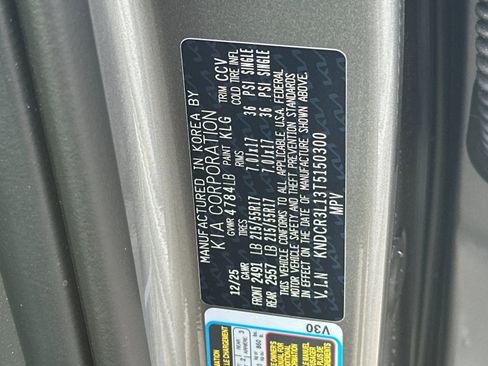 MANUFACTURED IN KOREA BY
KIA CORPORATION
12/25 GVWR 4784LB PAINT KLG TRIM CCV
GAWR TIRES RIMS COLD TIRE INFL
FRONT 2491 LB 215/55R17 7.0Jx17 36 PSI SINGLE
REAR 2557 LB 215/55R17 7.0Jx17 36 PSI SINGLE
THIS VEHICLE CONFORMS TO ALL APPLICABLE U.S.A. FEDERAL
MOTOR VEHICLE SAFETY AND THEFT PREVENTION STANDARDS
IN EFFECT ON THE DATE OF MANUFACTURE SHOWN ABOVE.
V.I.N KNDCR3L13T5150300
MPV
V30